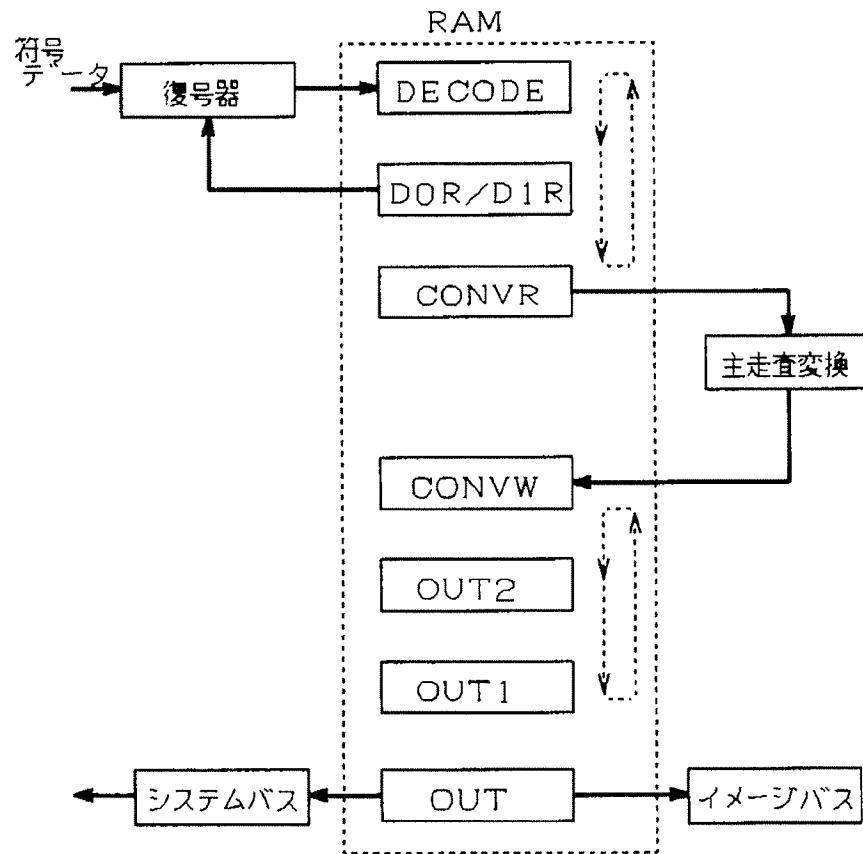 RAM
符号
データ
復号器
DECODE
D0R/D1R
CONVR
主走査変換
CONVW
OUT2
OUT1
システムバス
OUT
イメージバス